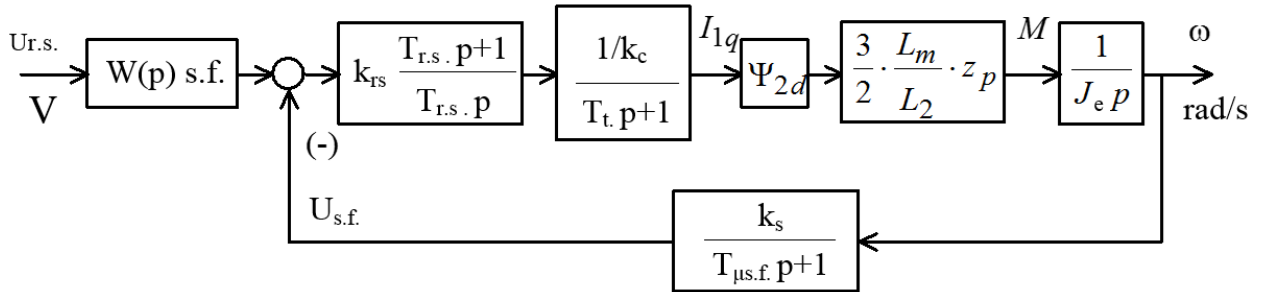 Ur.s.
V
W(p) s.f.
(-)
k_rs (T_r.s. p+1)/(T_r.s. p)
(1/k_c)/(T_t. p+1)
I_1q
Ψ_2d
3/2 · L_m/L_2 · z_p
M
1/(J_e p)
ω
rad/s
U_s.f.
k_s/(T_μs.f. p+1)